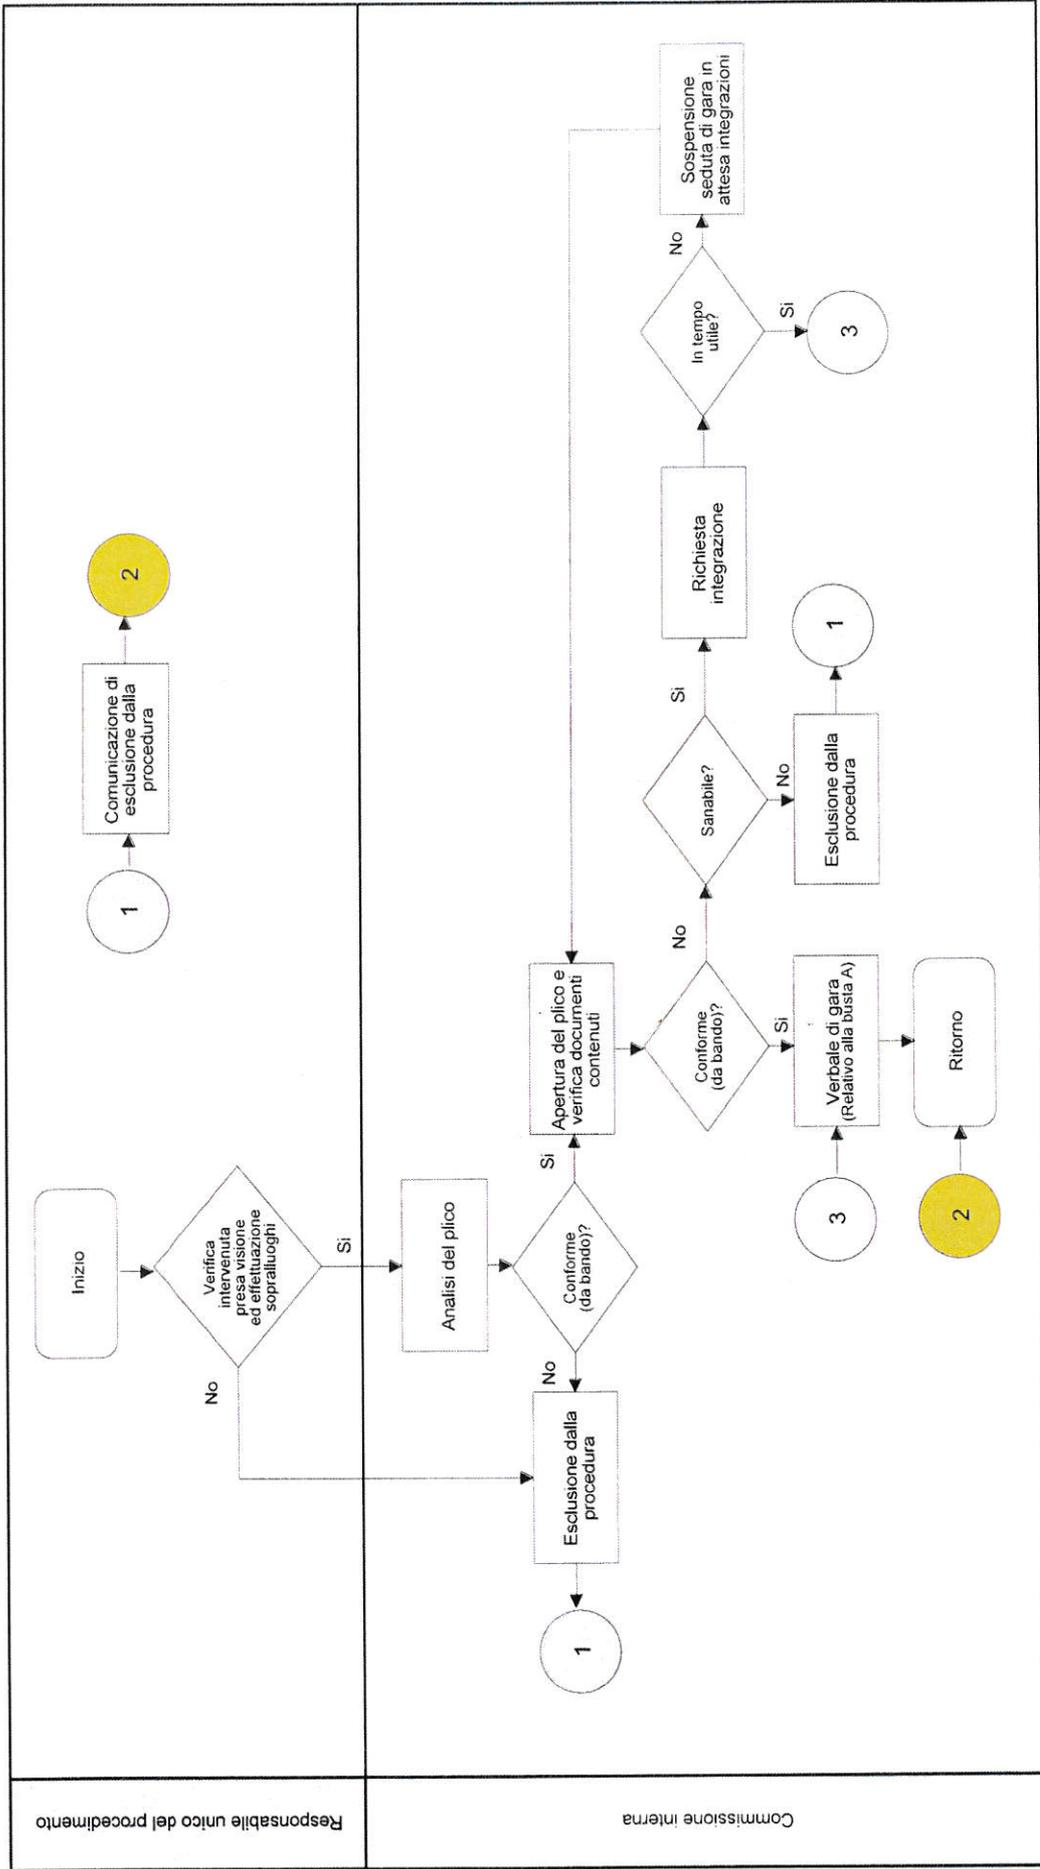 Responsabile unico del procedimento
Inizio
Verifica
intervenuta
presa visione
ed effettuazione
sopralluoghi
No
Si
1
Comunicazione di
esclusione dalla
procedura
2
Commissione interna
Analisi del plico
Conforme
(da bando)?
No
Si
Esclusione dalla
procedura
1
Apertura del plico e
verifica documenti
contenuti
Conforme
(da bando)?
No
Si
Sanabile?
Si
No
Richiesta
integrazione
In tempo
utile?
No
Si
Sospensione
seduta di gara in
attesa integrazioni
3
Esclusione dalla
procedura
1
3
Verbale di gara
(Relativo alla busta A)
2
Ritorno